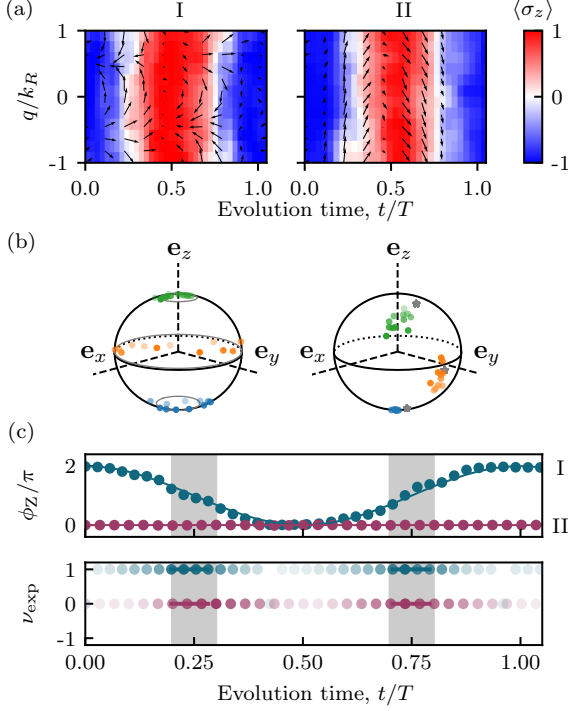 (a) I II ⟨σz⟩
q/kR
1
0
-1
1
0
-1
0.0 0.5 1.0 0.0 0.5 1.0
Evolution time, t/T
(b)
ez ez
ex ey ex ey
(c)
ϕZ/π
2
0
I
II
νexp
1
0
-1
0.00 0.25 0.50 0.75 1.00
Evolution time, t/T